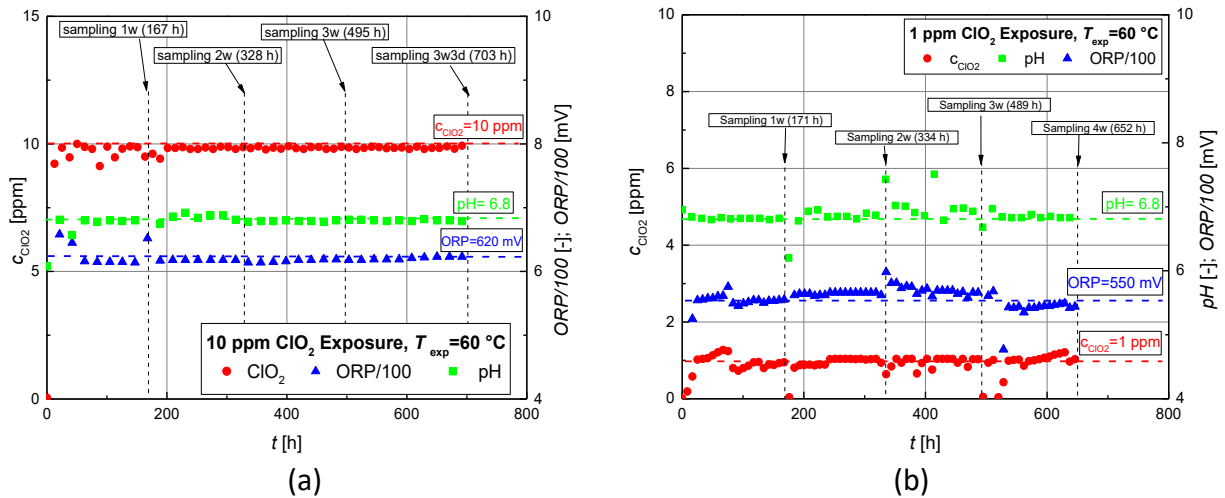 15
10
5
0
c_ClO2 [ppm]
10
8
6
4
pH [-]; ORP/100 [mV]
0 200 400 600 800
t [h]
sampling 1w (167 h)
sampling 2w (328 h)
sampling 3w (495 h)
sampling 3w3d (703 h)
c_ClO2=10 ppm
pH= 6.8
ORP=620 mV
10 ppm ClO₂ Exposure, T_exp=60 °C
ClO₂ ORP/100 pH
(a)
10
8
6
4
2
0
c_ClO2 [ppm]
10
8
6
4
pH [-]; ORP/100 [mV]
0 200 400 600 800
t [h]
1 ppm ClO₂ Exposure, T_exp=60 °C
c_ClO2 pH ORP/100
Sampling 1w (171 h)
Sampling 2w (334 h)
Sampling 3w (489 h)
Sampling 4w (652 h)
pH= 6.8
ORP=550 mV
c_ClO2=1 ppm
(b)